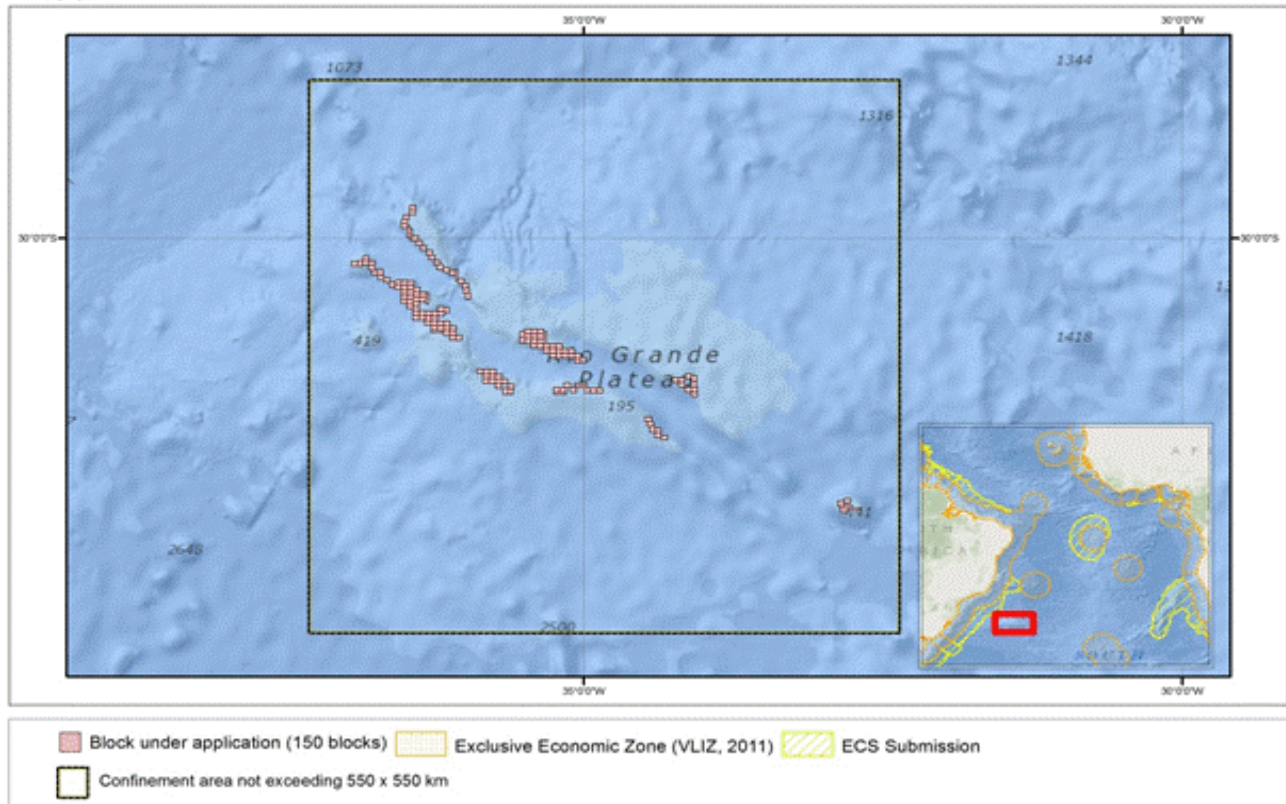 35°0'0"W
30°0'0"W
1073
1344
1316
30°0'0"S
30°0'0"S
419
Rio Grande
Plateau
1418
195
2648
2500
35°0'0"W
30°0'0"W
Block under application (150 blocks)
Exclusive Economic Zone (VLIZ, 2011)
ECS Submission
Confinement area not exceeding 550 x 550 km